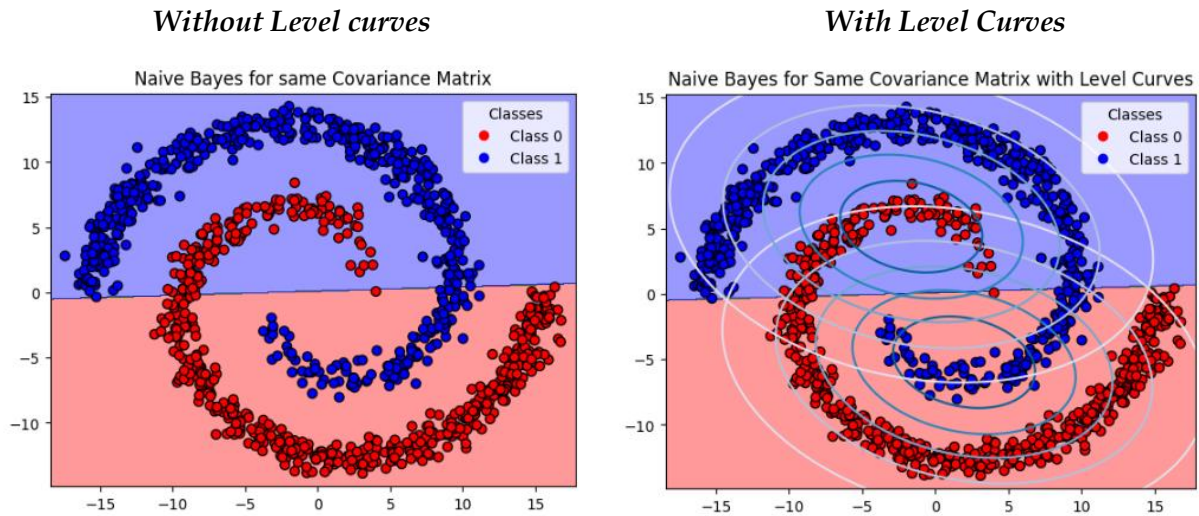 Without Level curves
With Level Curves
Naive Bayes for same Covariance Matrix
Naive Bayes for Same Covariance Matrix with Level Curves
15
10
5
0
−5
−10
Classes
Class 0
Class 1
−15
−10
−5
0
5
10
15
15
10
5
0
−5
−10
Classes
Class 0
Class 1
−15
−10
−5
0
5
10
15